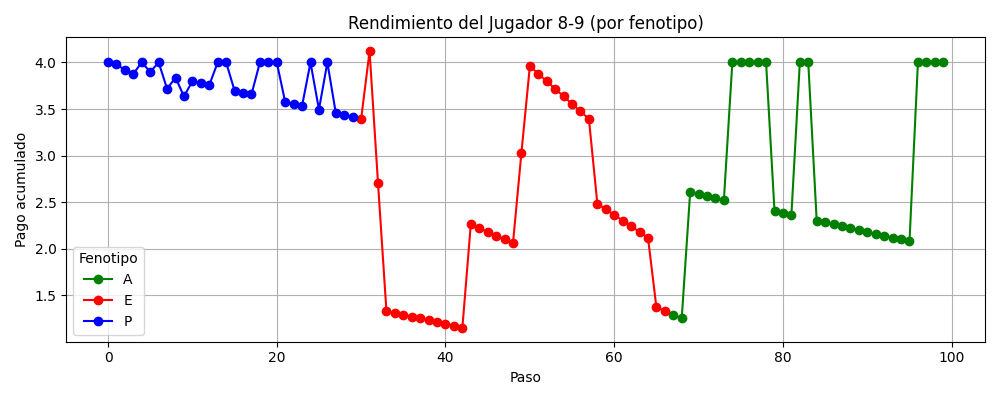 Rendimiento del Jugador 8-9 (por fenotipo)
Pago acumulado
4.0
3.5
3.0
2.5
2.0
1.5
Fenotipo
A
E
P
0
20
40
60
80
100
Paso